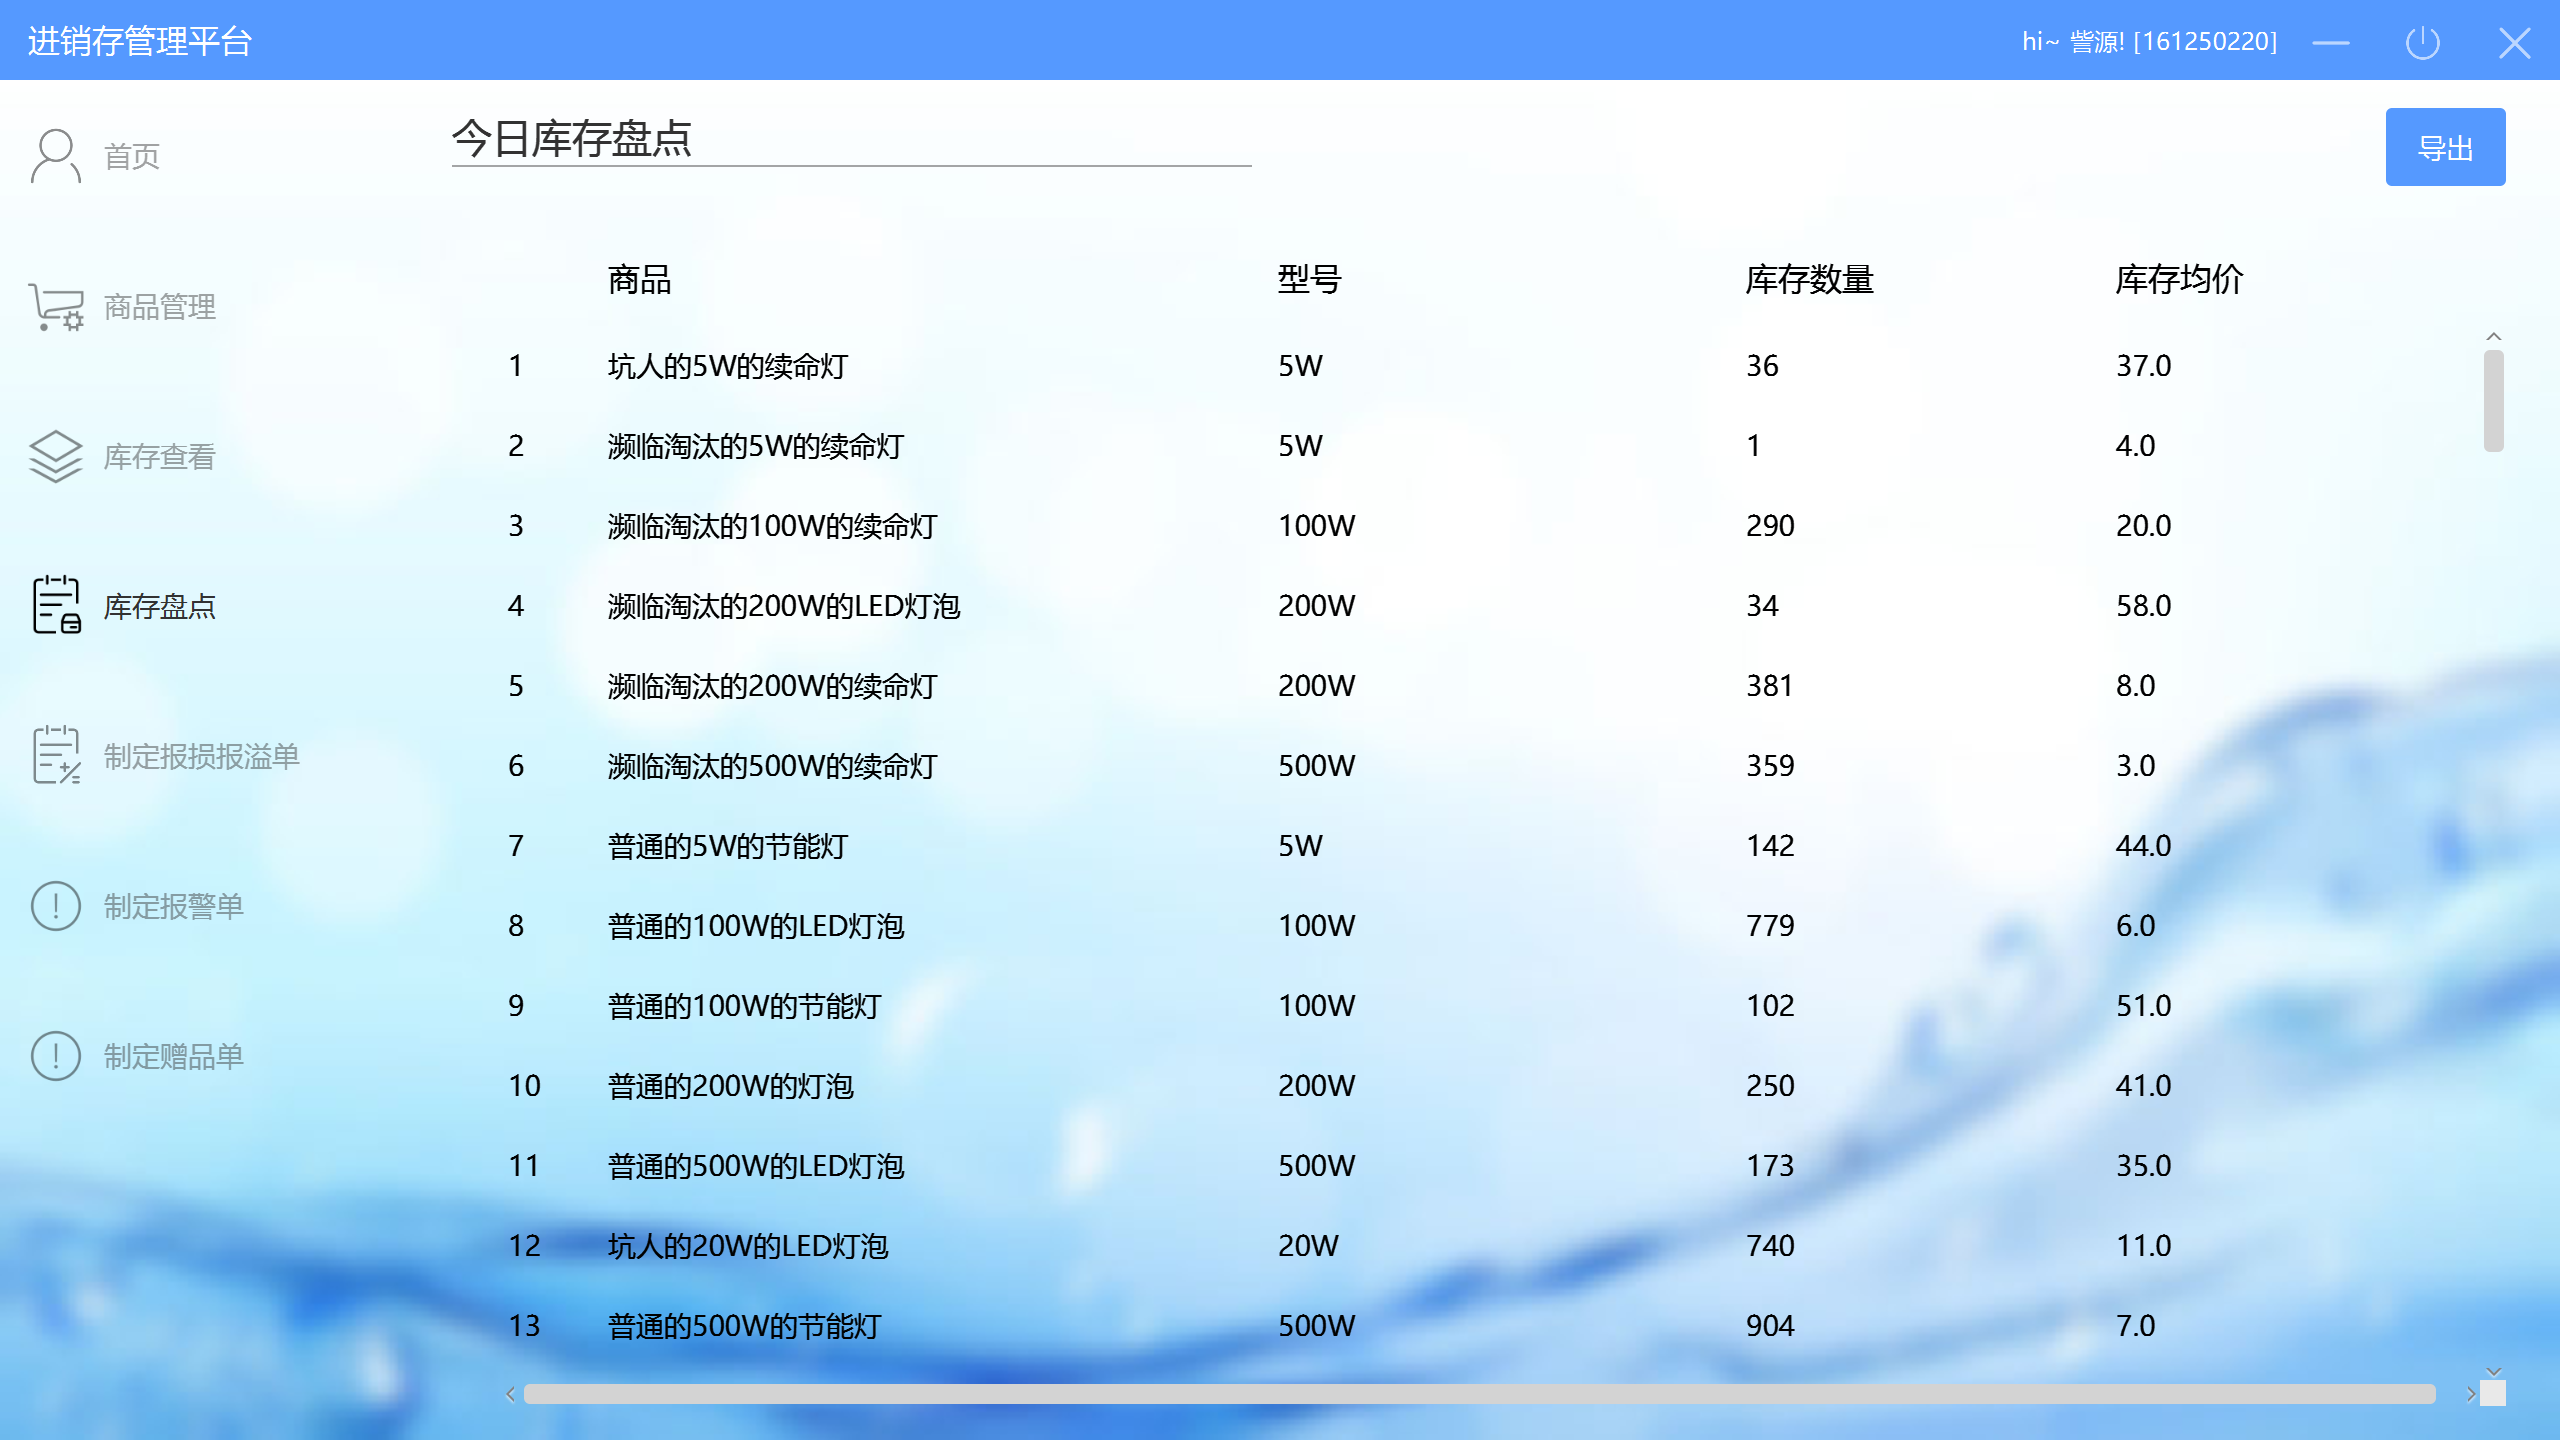 进销存管理平台
hi~ 訾源! [161250220]
首页
商品管理
库存查看
库存盘点
制定报损报溢单
制定报警单
制定赠品单
今日库存盘点
导出
商品 型号 库存数量 库存均价
1 坑人的5W的续命灯 5W 36 37.0
2 濒临淘汰的5W的续命灯 5W 1 4.0
3 濒临淘汰的100W的续命灯 100W 290 20.0
4 濒临淘汰的200W的LED灯泡 200W 34 58.0
5 濒临淘汰的200W的续命灯 200W 381 8.0
6 濒临淘汰的500W的续命灯 500W 359 3.0
7 普通的5W的节能灯 5W 142 44.0
8 普通的100W的LED灯泡 100W 779 6.0
9 普通的100W的节能灯 100W 102 51.0
10 普通的200W的灯泡 200W 250 41.0
11 普通的500W的LED灯泡 500W 173 35.0
12 坑人的20W的LED灯泡 20W 740 11.0
13 普通的500W的节能灯 500W 904 7.0